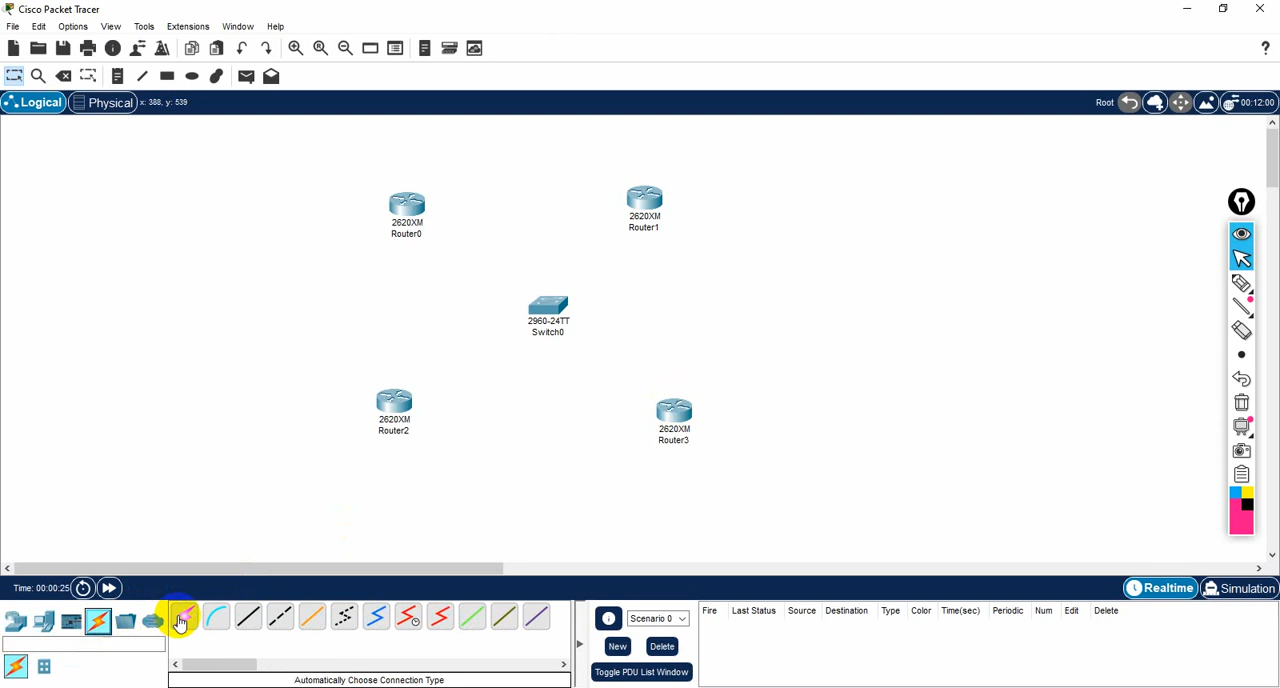 Cisco Packet Tracer
File Edit Options View Tools Extensions Window Help
Logical Physical x: 388, y: 539 Root 00:12:00
2620XM
Router0
2620XM
Router1
2960-24TT
Switch0
2620XM
Router2
2620XM
Router3
Time: 00:00:25 Realtime Simulation
Scenario 0 Fire Last Status Source Destination Type Color Time(sec) Periodic Num Edit Delete
New Delete
Toggle PDU List Window
Automatically Choose Connection Type